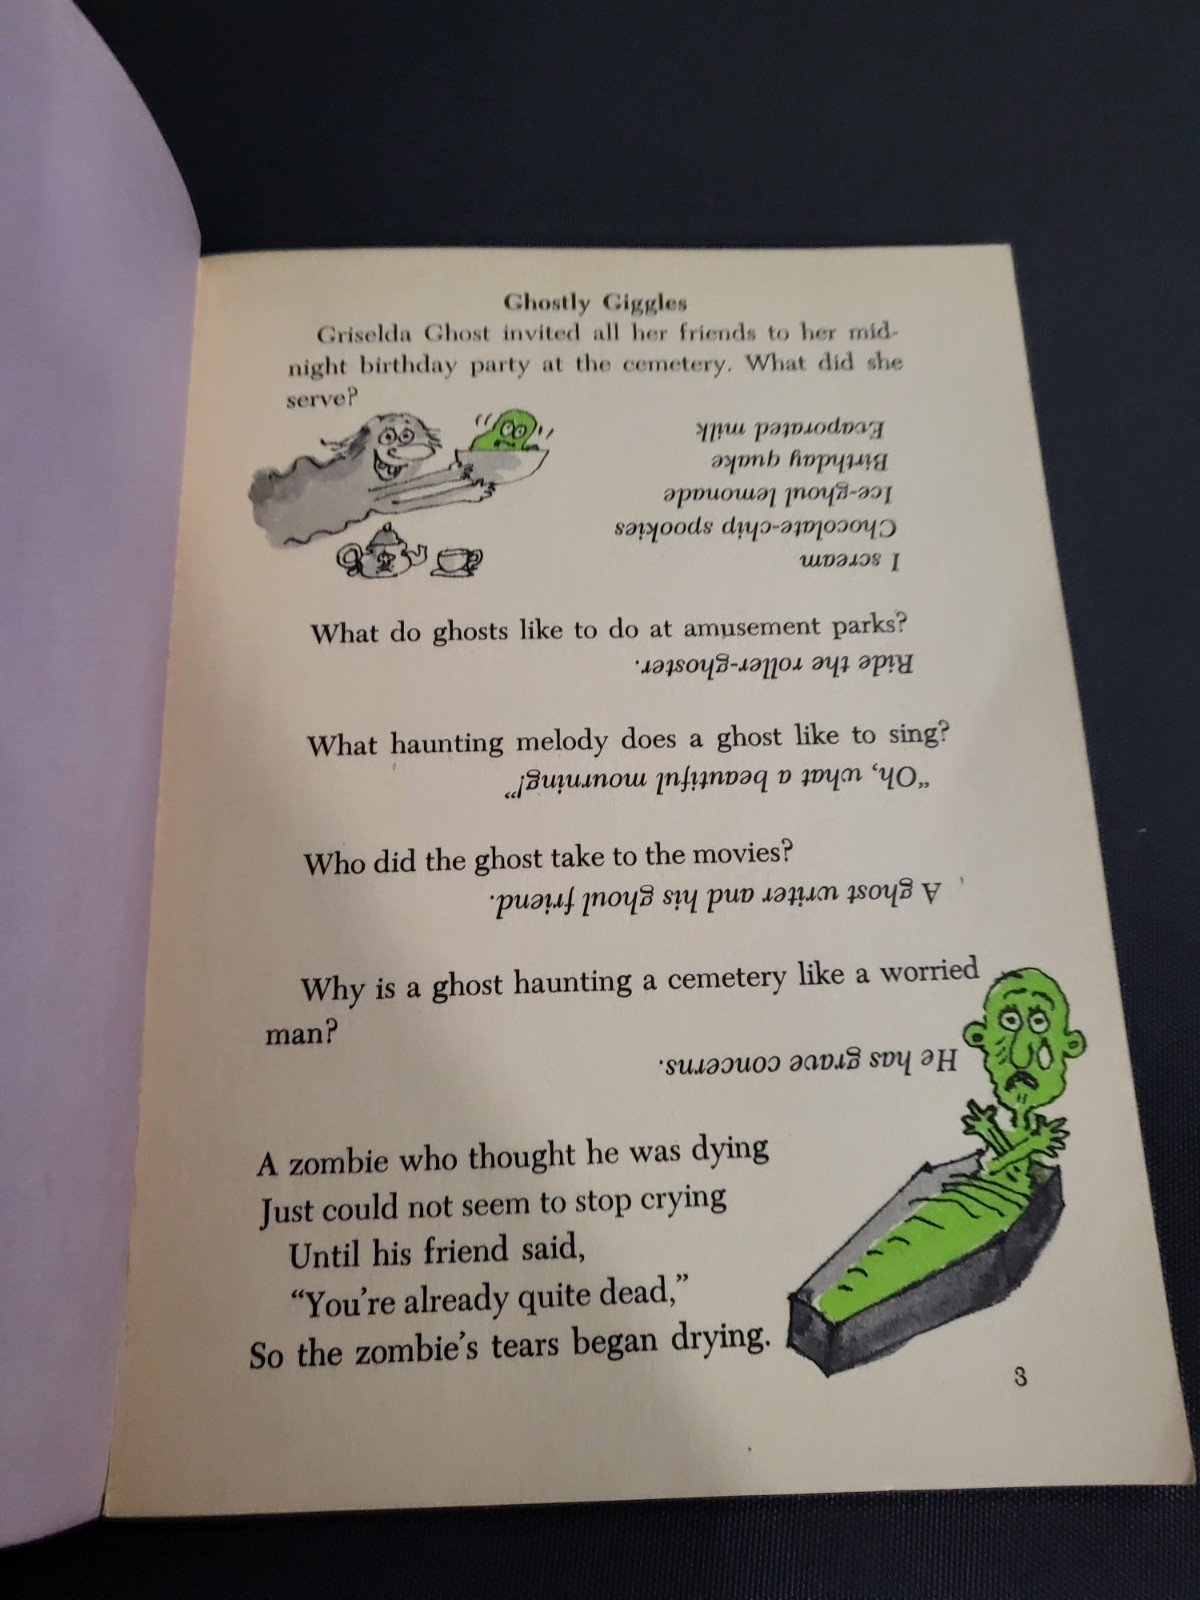 Ghostly Giggles
Griselda Ghost invited all her friends to her mid-
night birthday party at the cemetery. What did she
serve?
I scream
Chocolate-chip spookies
Ice-ghoul lemonade
Birthday quake
Evaporated milk
What do ghosts like to do at amusement parks?
Ride the roller-ghoster.
What haunting melody does a ghost like to sing?
“Oh, what a beautiful mourning!”
Who did the ghost take to the movies?
A ghost writer and his ghoul friend.
Why is a ghost haunting a cemetery like a worried
man?
He has grave concerns.
A zombie who thought he was dying
Just could not seem to stop crying
Until his friend said,
“You’re already quite dead,”
So the zombie’s tears began drying.
3